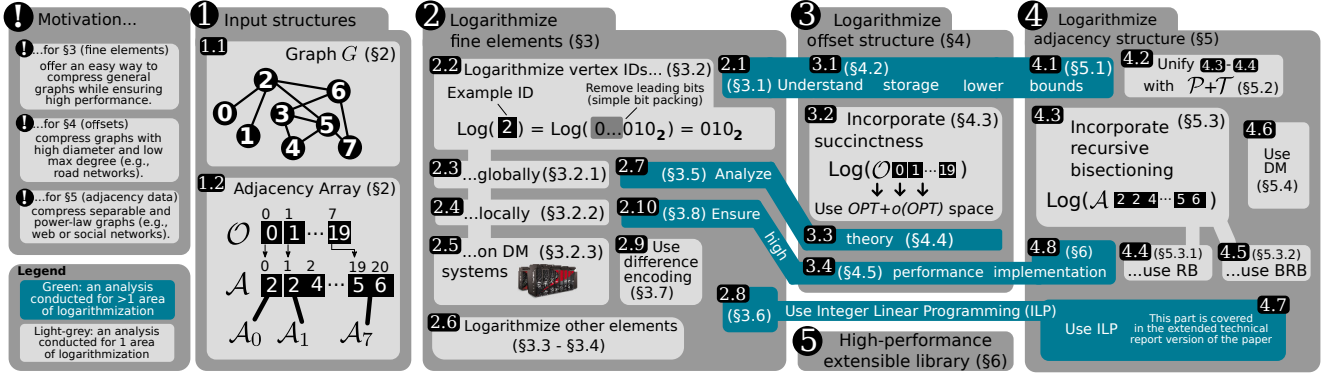 ! Motivation...
! ...for §3 (fine elements)
offer an easy way to
compress general
graphs while ensuring
high performance.
! ...for §4 (offsets)
compress graphs with
high diameter and low
max degree (e.g.,
road networks).
! ...for §5 (adjacency data)
compress separable and
power-law graphs (e.g.,
web or social networks).
Legend
Green: an analysis
conducted for >1 area
of logarithmization
Light-grey: an analysis
conducted for 1 area
of logarithmization
1 Input structures
1.1 Graph G (§2)
2
6
0
3
1
5
4
7
1.2 Adjacency Array (§2)
0 1 7
𝒪 0 1 ... 19
0 1 2 19 20
𝒜 2 2 4 ... 5 6
𝒜₀ 𝒜₁ 𝒜₇
2 Logarithmize
fine elements (§3)
2.2 Logarithmize vertex IDs... (§3.2)
Example ID
Remove leading bits
(simple bit packing)
Log( 2 ) = Log( 0...010₂) = 010₂
2.3 ...globally (§3.2.1)
2.4 ...locally (§3.2.2)
2.5 ...on DM (§3.2.3)
systems
2.6 Logarithmize other elements
(§3.3 - §3.4)
2.7 (§3.5) Analyze
2.10 (§3.8) Ensure
high
2.9 Use
difference
encoding
(§3.7)
2.1 3.1 (§4.2) 4.1 (§5.1)
(§3.1) Understand storage lower bounds
2.8 (§3.6) Use Integer Linear Programming (ILP)
3 Logarithmize
offset structure (§4)
3.2 Incorporate (§4.3)
succinctness
Log(𝒪 0 1 ... 19 )
Use OPT+o(OPT) space
3.3 theory (§4.4)
3.4 (§4.5) performance implementation
5 High-performance
extensible library (§6)
4 Logarithmize
adjacency structure (§5)
4.2 Unify 4.3 - 4.4
with 𝒫+𝒯 (§5.2)
4.3 Incorporate (§5.3)
recursive
bisectioning
Log(𝒜 2 2 4 ... 5 6 )
4.6 Use
DM
(§5.4)
4.8 (§6)
4.4 (§5.3.1)
...use RB
4.5 (§5.3.2)
...use BRB
4.7
Use ILP
This part is covered
in the extended technical
report version of the paper